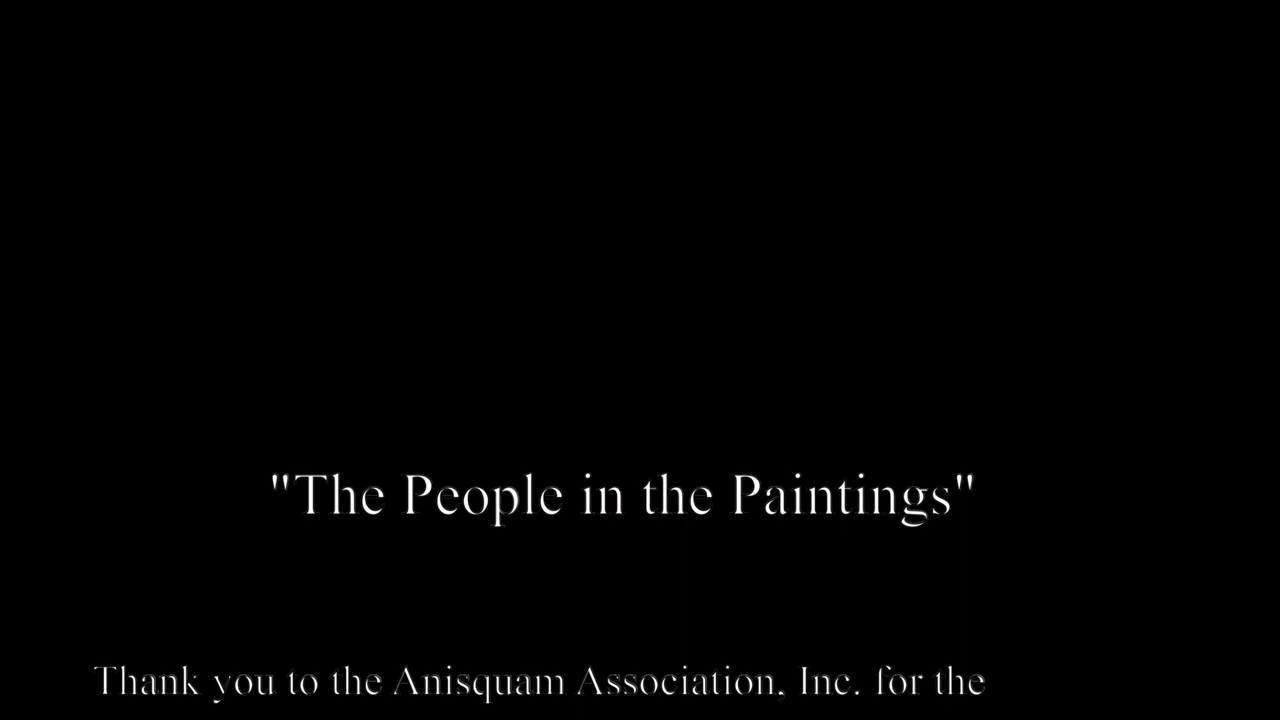 "The People in the Paintings"
Thank you to the Anisquam Association, Inc. for the